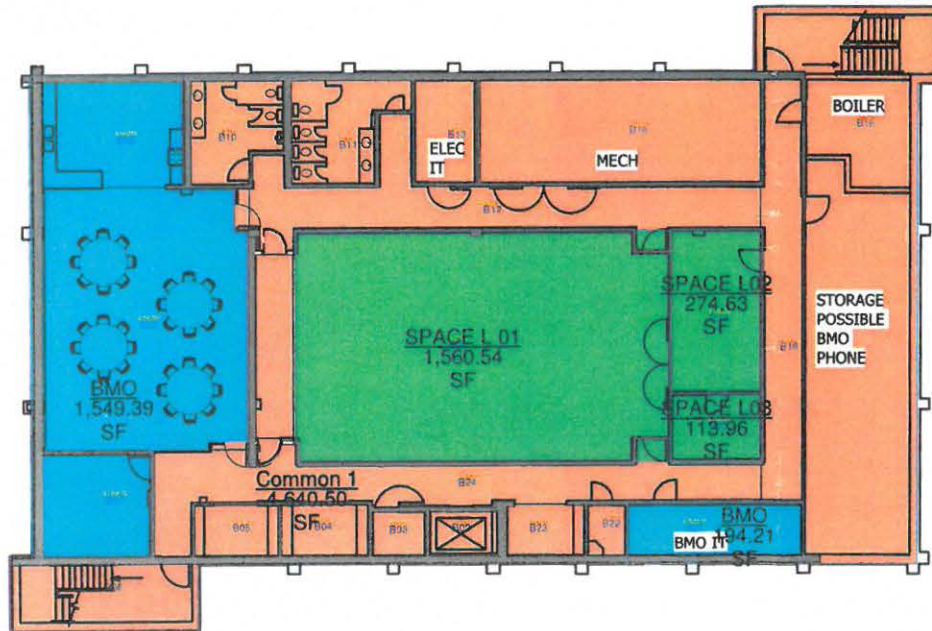 BOILER
B10
B11
ELEC
IT
MECH
B12
SPACE L02
274.63
SF
STORAGE
POSSIBLE
BMO
PHONE
SPACE L 01
1,560.54
SF
BMO
1,549.39
SF
SPACE L03
113.96
SF
Common 1
4,640.50
SF
B24
B05
B04
B03
B23
B22
BMO
194.21
SF
BMO IT